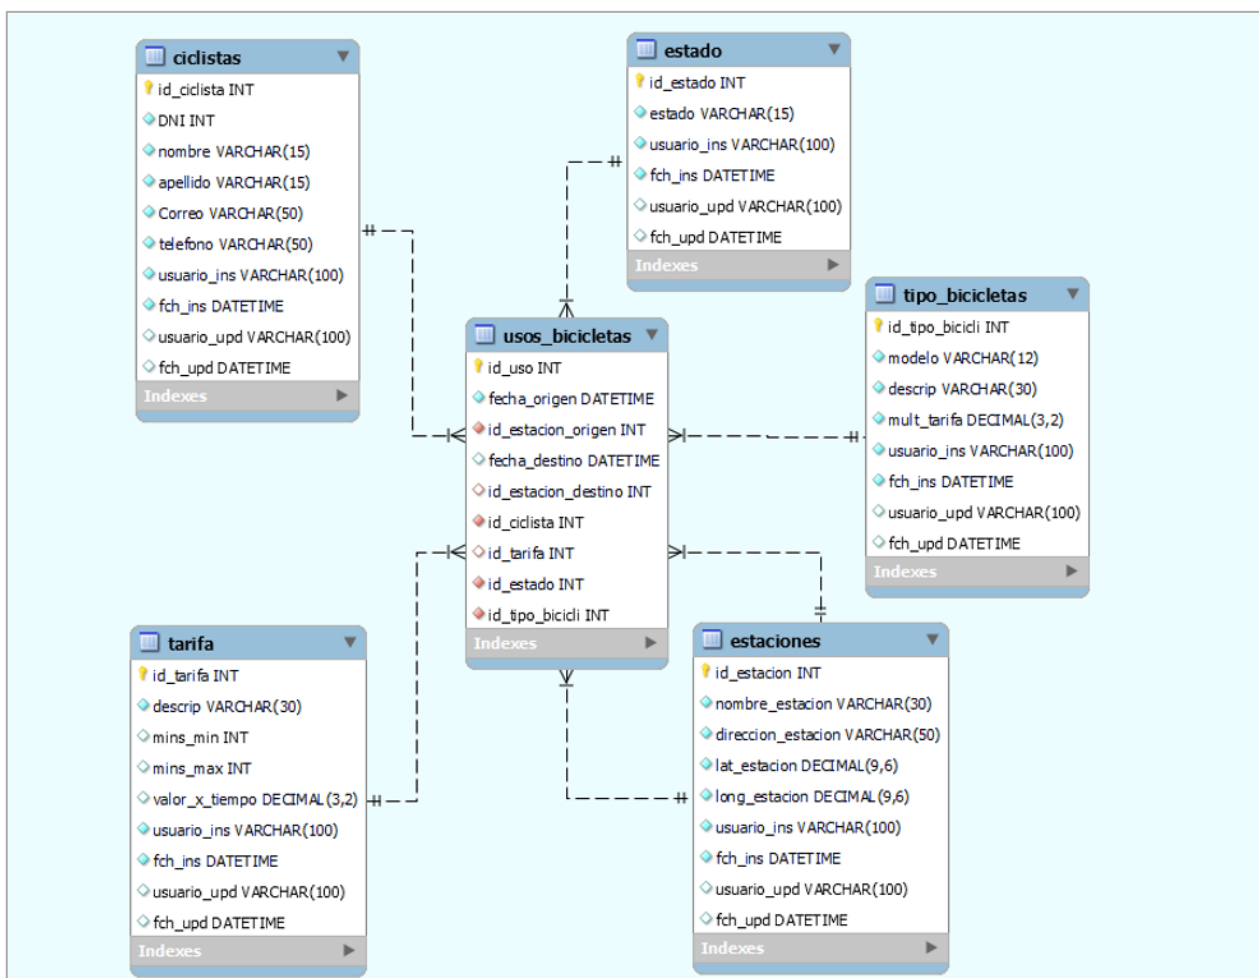 ciclistas
id_ciclista INT
DNI INT
nombre VARCHAR(15)
apellido VARCHAR(15)
Correo VARCHAR(50)
telefono VARCHAR(50)
usuario_ins VARCHAR(100)
fch_ins DATETIME
usuario_upd VARCHAR(100)
fch_upd DATETIME
Indexes
estado
id_estado INT
estado VARCHAR(15)
usuario_ins VARCHAR(100)
fch_ins DATETIME
usuario_upd VARCHAR(100)
fch_upd DATETIME
Indexes
tipo_bicicletas
id_tipo_bicicli INT
modelo VARCHAR(12)
descrip VARCHAR(30)
mult_tarifa DECIMAL(3,2)
usuario_ins VARCHAR(100)
fch_ins DATETIME
usuario_upd VARCHAR(100)
fch_upd DATETIME
Indexes
usos_bicicletas
id_uso INT
fecha_origen DATETIME
id_estacion_origen INT
fecha_destino DATETIME
id_estacion_destino INT
id_ciclista INT
id_tarifa INT
id_estado INT
id_tipo_bicicli INT
Indexes
tarifa
id_tarifa INT
descrip VARCHAR(30)
mins_min INT
mins_max INT
valor_x_tiempo DECIMAL(3,2)
usuario_ins VARCHAR(100)
fch_ins DATETIME
usuario_upd VARCHAR(100)
fch_upd DATETIME
Indexes
estaciones
id_estacion INT
nombre_estacion VARCHAR(30)
direccion_estacion VARCHAR(50)
lat_estacion DECIMAL(9,6)
long_estacion DECIMAL(9,6)
usuario_ins VARCHAR(100)
fch_ins DATETIME
usuario_upd VARCHAR(100)
fch_upd DATETIME
Indexes